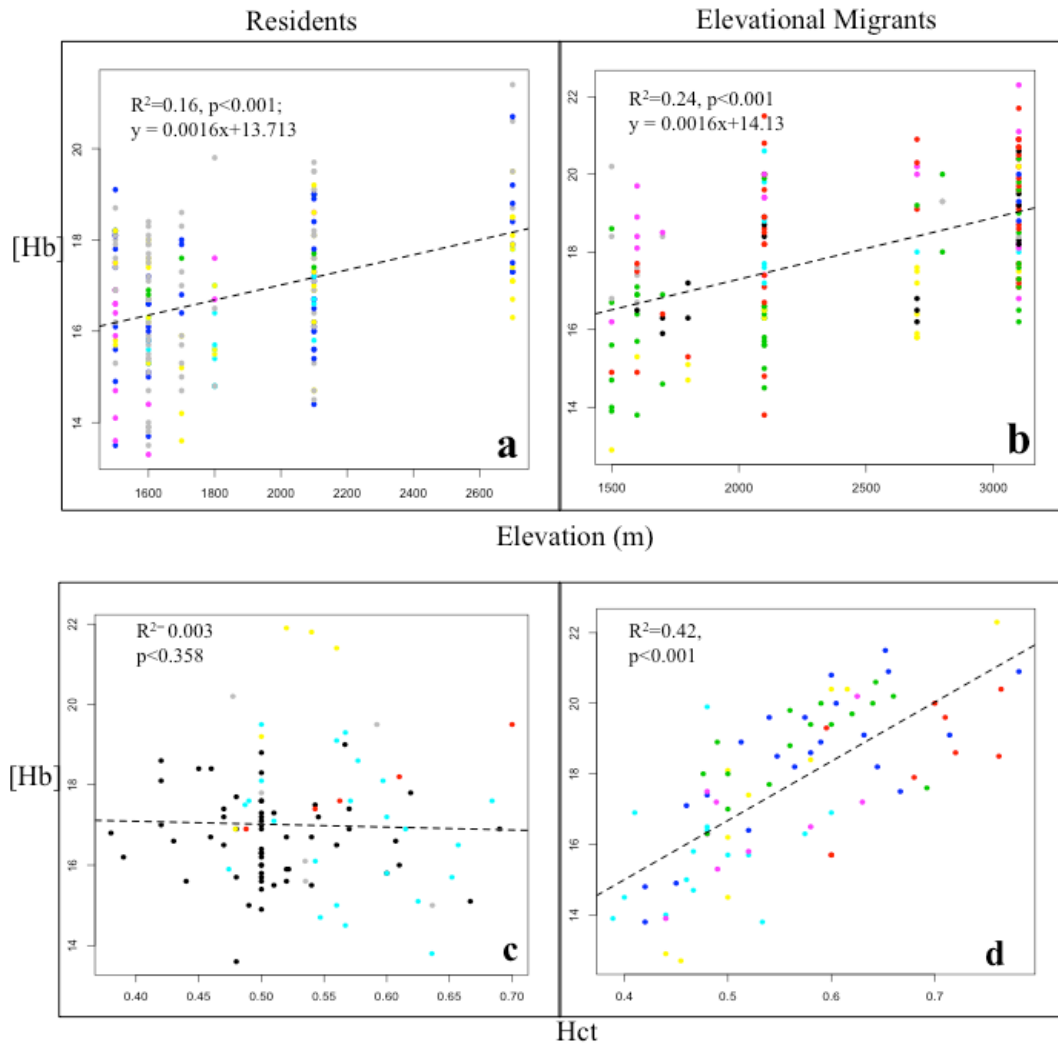 Residents
Elevational Migrants
R²=0.16, p<0.001;
y = 0.0016x+13.713
[Hb]
20
18
16
14
1600
1800
2000
2200
2400
2600
a
R²=0.24, p<0.001
y = 0.0016x+14.13
22
20
18
16
14
1500
2000
2500
3000
b
Elevation (m)
R²⁼ 0.003
p<0.358
[Hb]
22
20
18
16
14
0.40
0.45
0.50
0.55
0.60
0.65
0.70
c
R²=0.42,
p<0.001
22
20
18
16
14
0.4
0.5
0.6
0.7
d
Hct